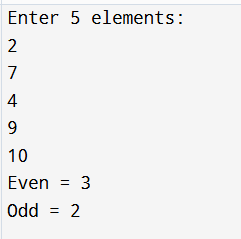 Enter 5 elements:
2
7
4
9
10
Even = 3
Odd = 2